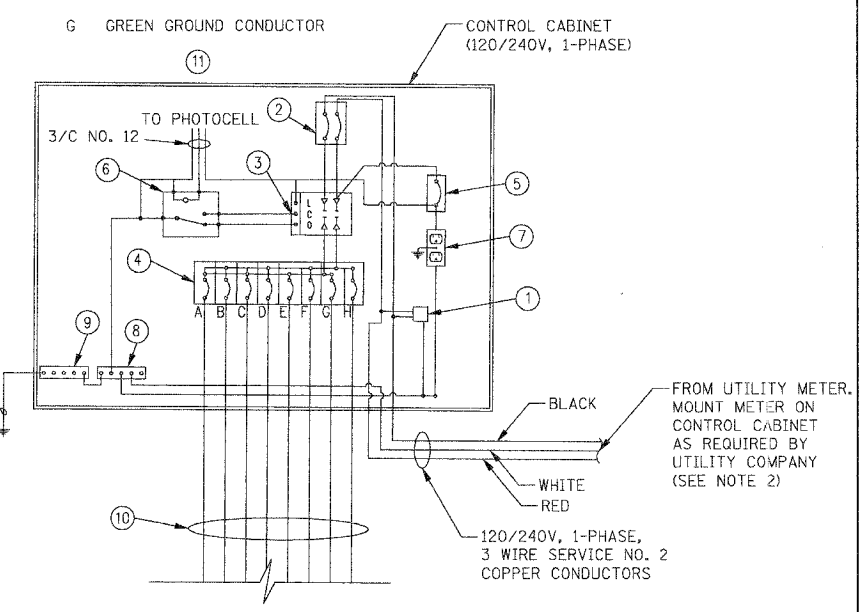 G GREEN GROUND CONDUCTOR
CONTROL CABINET
(120/240V, 1-PHASE)
11
2
TO PHOTOCELL
3/C NO. 12
6
3
5
L
C
O
7
4
A B C D E F G H
1
9
8
BLACK
FROM UTILITY METER.
MOUNT METER ON
CONTROL CABINET
AS REQUIRED BY
UTILITY COMPANY
(SEE NOTE 2)
WHITE
RED
10
120/240V, 1-PHASE,
3 WIRE SERVICE NO. 2
COPPER CONDUCTORS